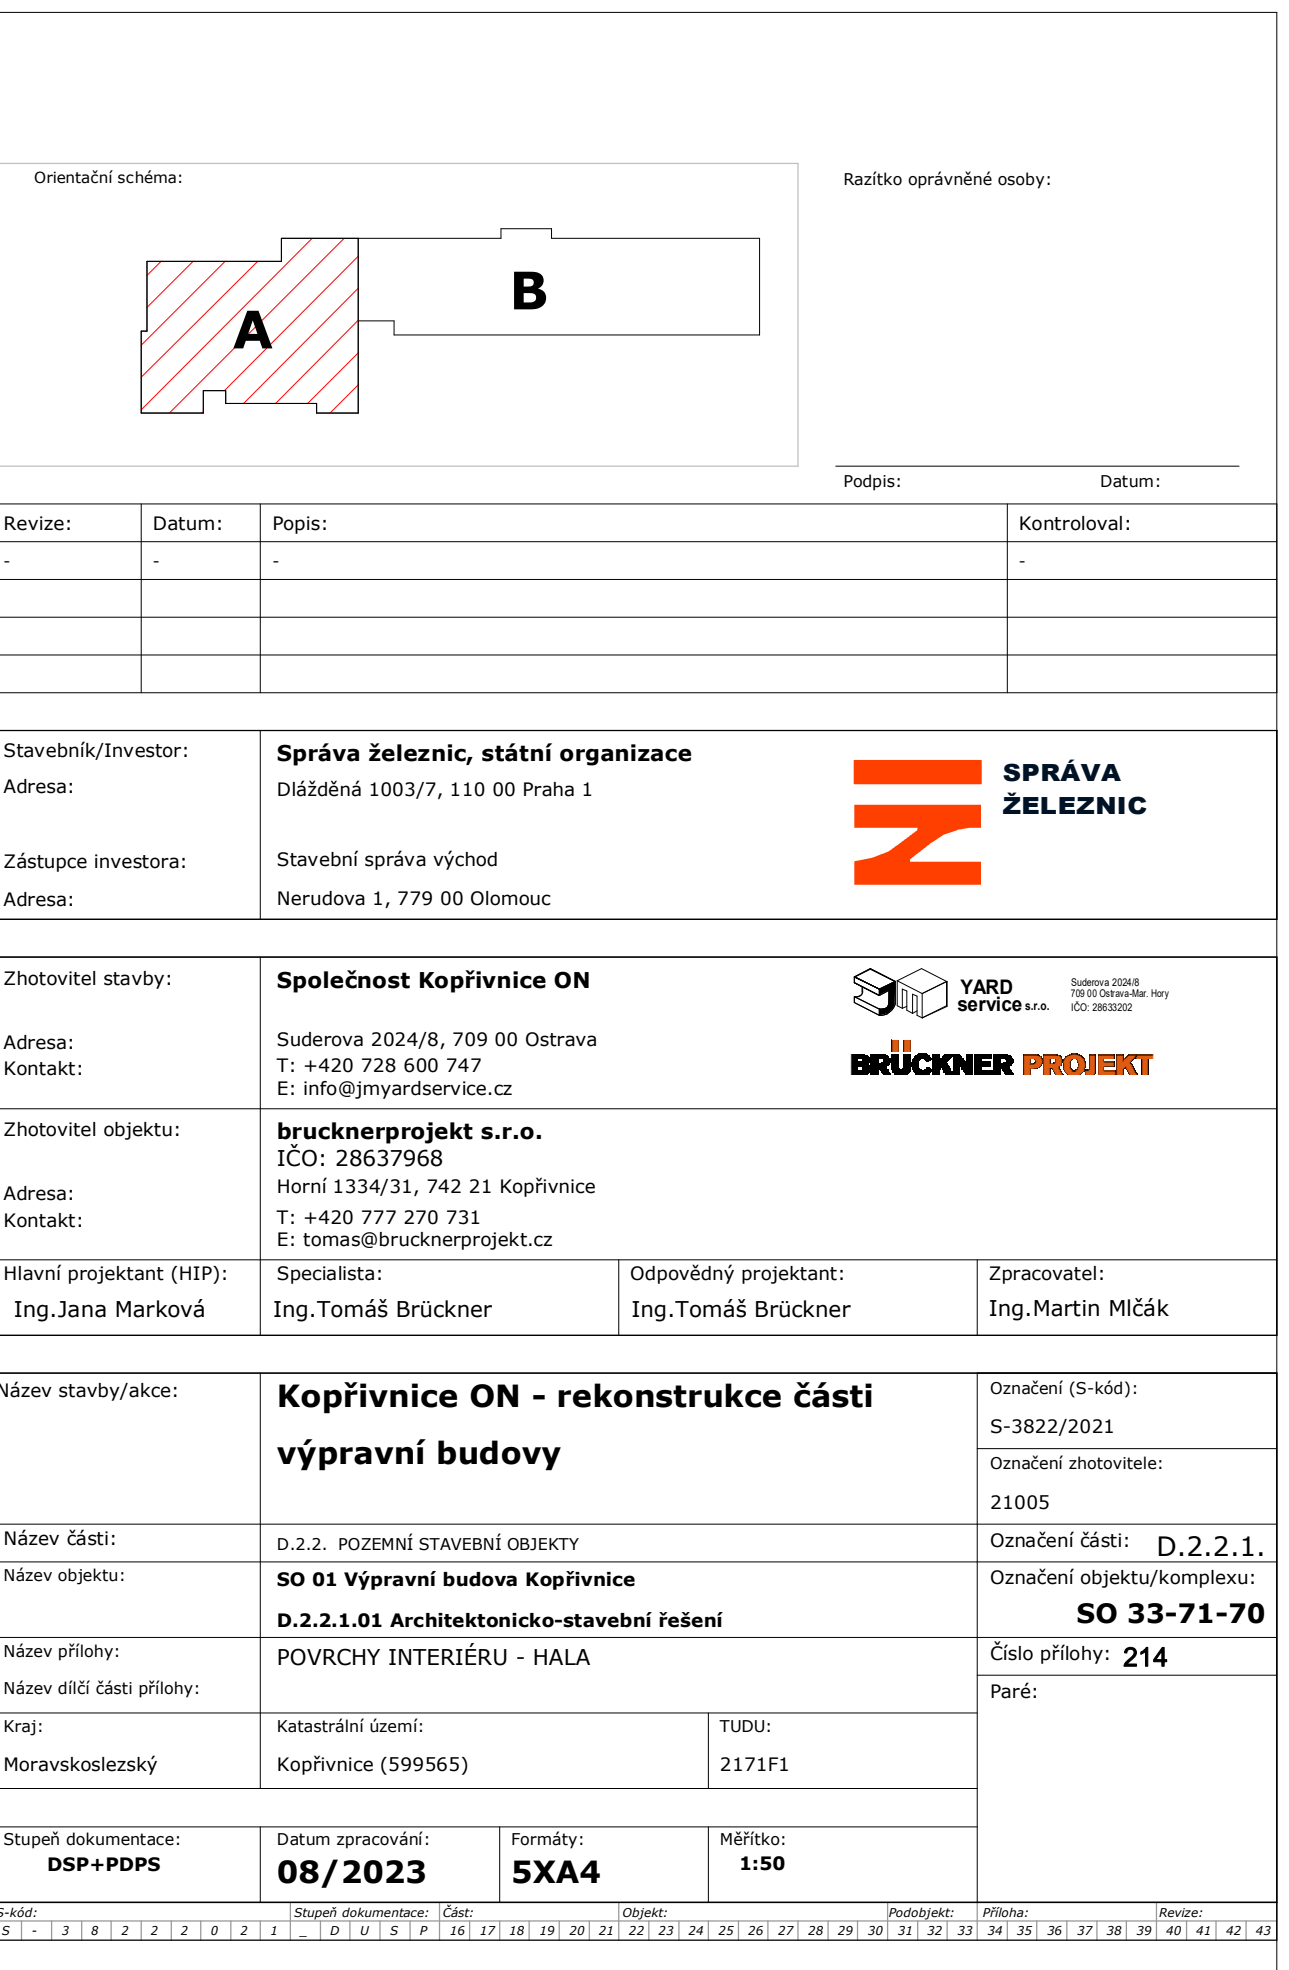 Orientační schéma:
Razítko oprávněné osoby:
A
B
Podpis:
Datum:
Revize:
Datum:
Popis:
Kontroloval:
-
-
-
-
Stavebník/Investor:
Správa železnic, státní organizace
Adresa:
Dlážděná 1003/7, 110 00 Praha 1
SPRÁVA
ŽELEZNIC
Zástupce investora:
Stavební správa východ
Adresa:
Nerudova 1, 779 00 Olomouc
Zhotovitel stavby:
Společnost Kopřivnice ON
YARD
service s.r.o.
Suderova 2024/8
709 00 Ostrava-Mar. Hory
IČO: 28633202
Adresa:
Suderova 2024/8, 709 00 Ostrava
Kontakt:
T: +420 728 600 747
E: info@jmyardservice.cz
BRÜCKNER PROJEKT
Zhotovitel objektu:
brucknerprojekt s.r.o.
IČO: 28637968
Adresa:
Horní 1334/31, 742 21 Kopřivnice
Kontakt:
T: +420 777 270 731
E: tomas@brucknerprojekt.cz
Hlavní projektant (HIP):
Specialista:
Odpovědný projektant:
Zpracovatel:
Ing.Jana Marková
Ing.Tomáš Brückner
Ing.Tomáš Brückner
Ing.Martin Mlčák
Název stavby/akce:
Kopřivnice ON - rekonstrukce části
výpravní budovy
Označení (S-kód):
S-3822/2021
Označení zhotovitele:
21005
Název části:
D.2.2. POZEMNÍ STAVEBNÍ OBJEKTY
Označení části: D.2.2.1.
Název objektu:
SO 01 Výpravní budova Kopřivnice
D.2.2.1.01 Architektonicko-stavební řešení
Označení objektu/komplexu:
SO 33-71-70
Název přílohy:
POVRCHY INTERIÉRU - HALA
Číslo přílohy: 214
Název dílčí části přílohy:
Paré:
Kraj:
Katastrální území:
TUDU:
Moravskoslezský
Kopřivnice (599565)
2171F1
Stupeň dokumentace:
Datum zpracování:
Formáty:
Měřítko:
DSP+PDPS
08/2023
5XA4
1:50
S-kód:
Stupeň dokumentace:
Část:
Objekt:
Podobjekt:
Příloha:
Revize:
S - 3 8 2 2 2 0 2 1 _ D U S P 16 17 18 19 20 21 22 23 24 25 26 27 28 29 30 31 32 33 34 35 36 37 38 39 40 41 42 43